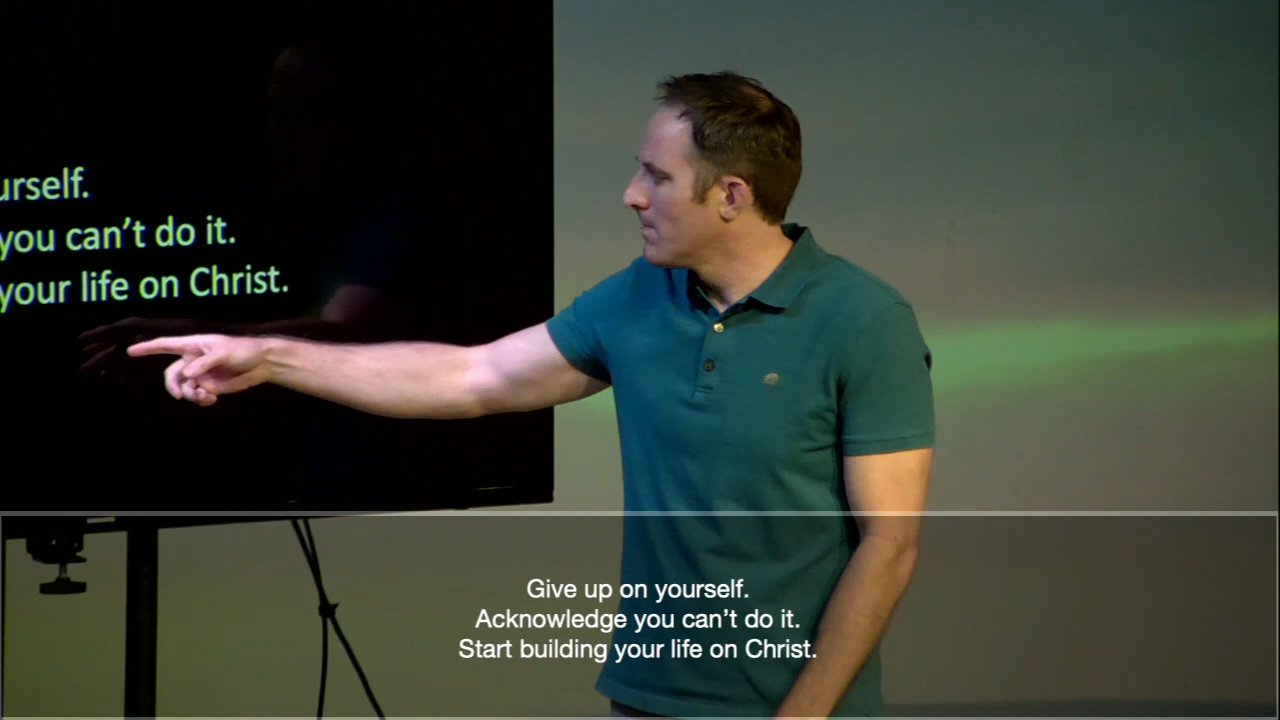 urself.
you can't do it.
your life on Christ.
Give up on yourself.
Acknowledge you can't do it.
Start building your life on Christ.